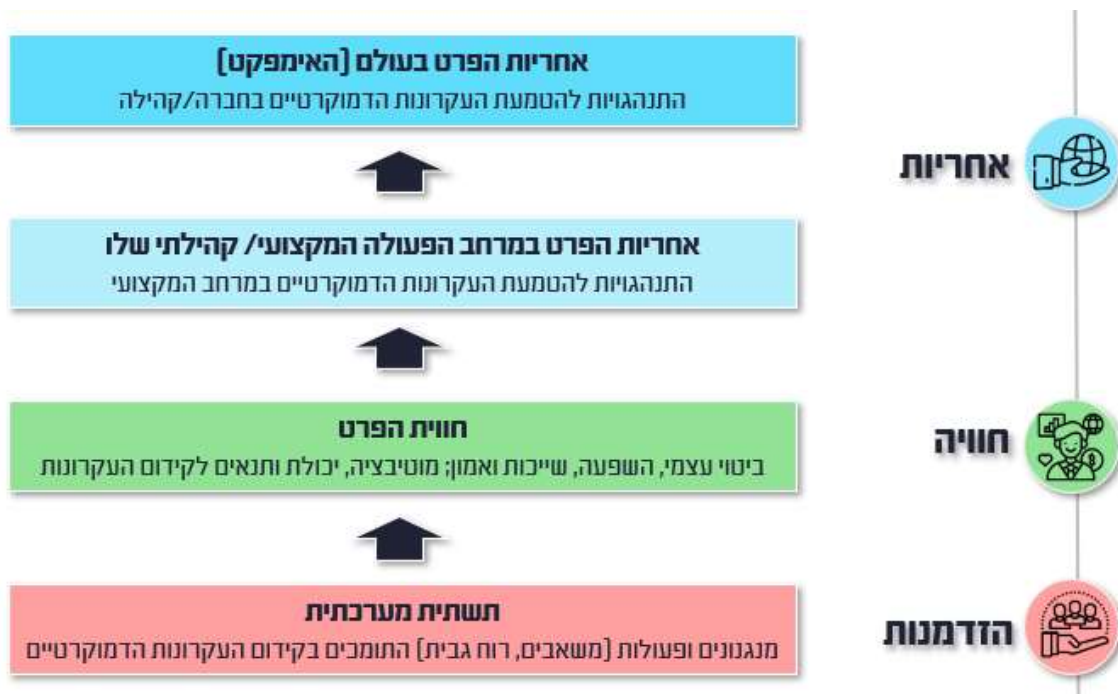 אחריות הפרט בעולם (האימפקט)
התנהגויות להטמעת העקרונות הדמוקרטיים בחברה/קהילה
אחריות
אחריות הפרט במרחב הפעולה המקצועי/ קהילתי שלו
התנהגויות להטמעת העקרונות הדמוקרטיים במרחב המקצועי
חוויה
חווית הפרט
ביטוי עצמי, השפעה, שייכות ואמון; מוטיבציה, יכולת ותנאים לקידום העקרונות
הזדמנות
תשתית מערכתית
מנגנונים ופעולות (משאבים, רוח גבית) התומכים בקידום העקרונות הדמוקרטיים